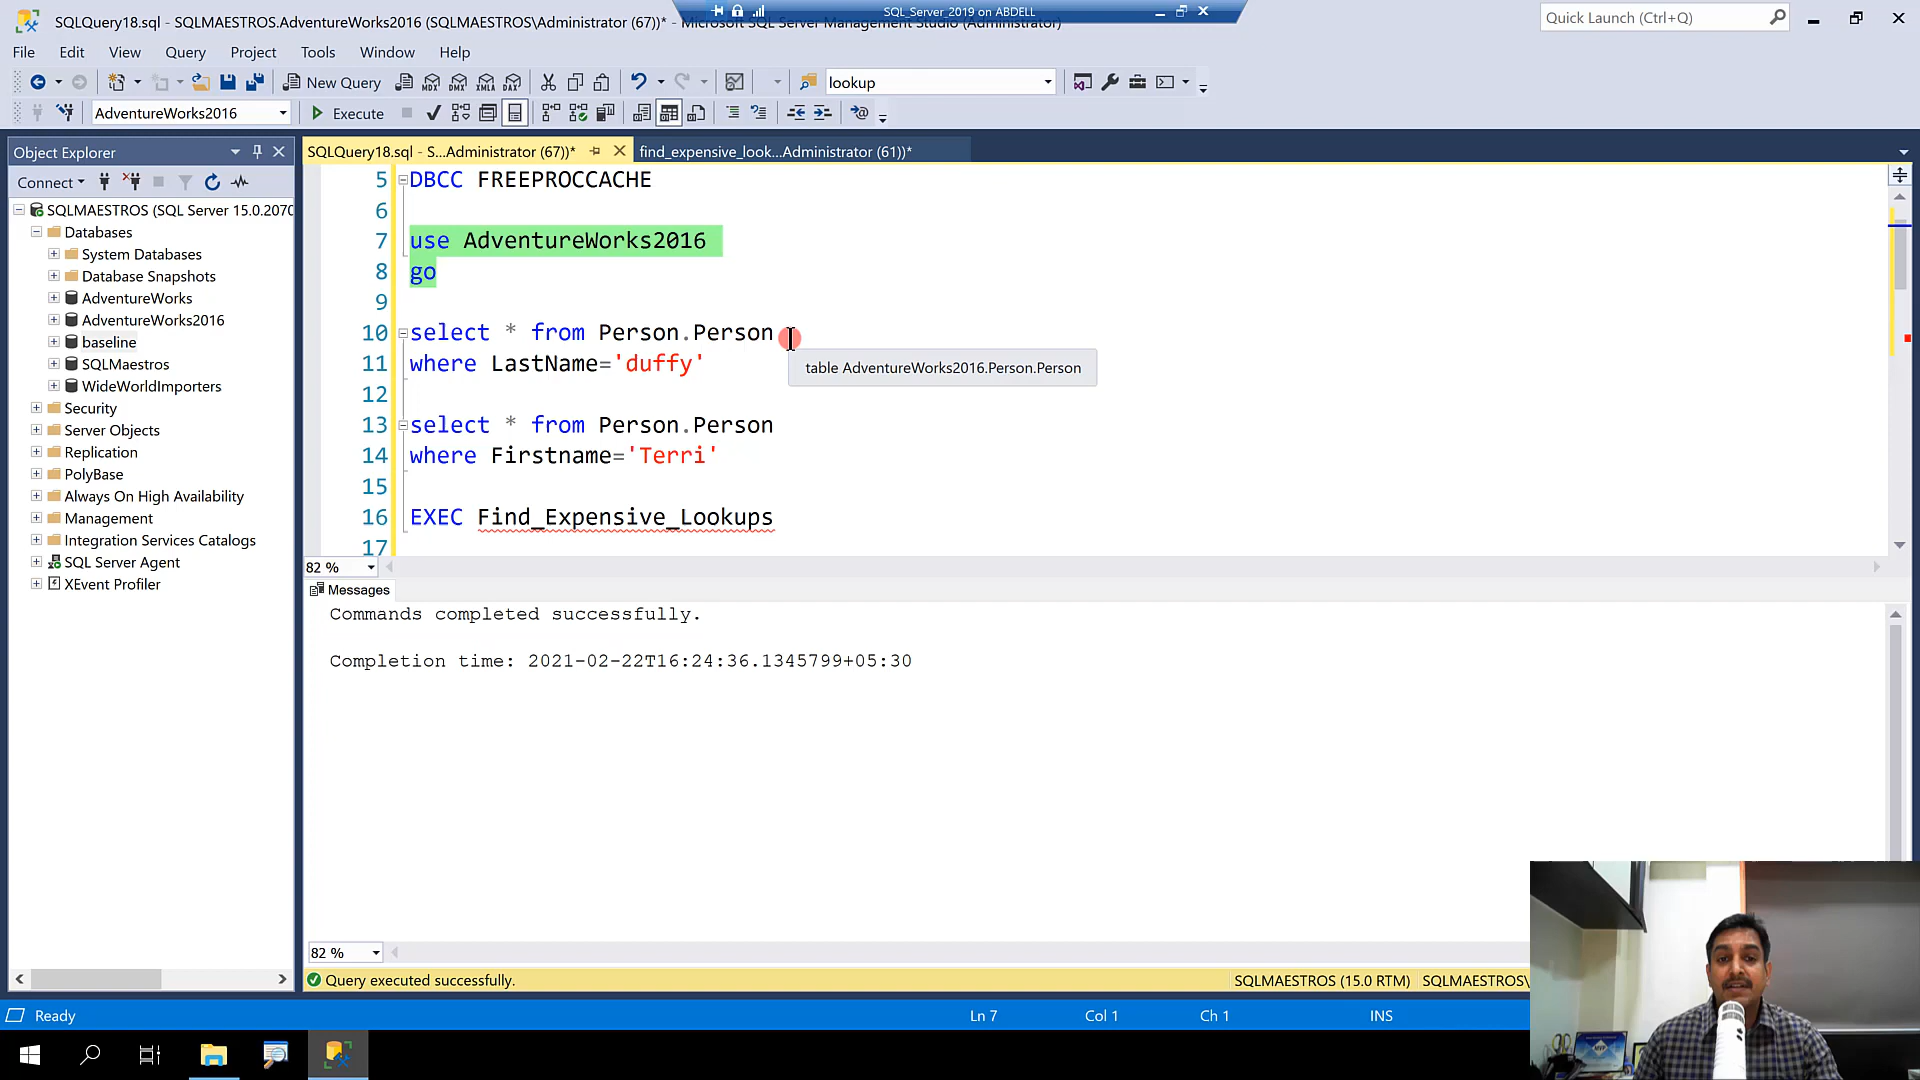 SQLQuery18.sql - SQLMAESTROS.AdventureWorks2016 (SQLMAESTROS\Administrator (67))* - Microsoft SQL Server Management Studio (Administrator)
SQL_Server_2019 on ABDELL
Quick Launch (Ctrl+Q)
File Edit View Query Project Tools Window Help
New Query
MDX DMX XMLA DAX
lookup
AdventureWorks2016
Execute
Object Explorer
SQLQuery18.sql - S...Administrator (67))*
find_expensive_look...Administrator (61))*
Connect
SQLMAESTROS (SQL Server 15.0.2070
Databases
System Databases
Database Snapshots
AdventureWorks
AdventureWorks2016
baseline
SQLMaestros
WideWorldImporters
Security
Server Objects
Replication
PolyBase
Always On High Availability
Management
Integration Services Catalogs
SQL Server Agent
XEvent Profiler
5 DBCC FREEPROCCACHE
6
7 use AdventureWorks2016
8 go
9
10 select * from Person.Person
11 where LastName='duffy'
table AdventureWorks2016.Person.Person
12
13 select * from Person.Person
14 where Firstname='Terri'
15
16 EXEC Find_Expensive_Lookups
17
82 %
Messages
Commands completed successfully.
Completion time: 2021-02-22T16:24:36.1345799+05:30
82 %
Query executed successfully.
SQLMAESTROS (15.0 RTM)
SQLMAESTROS\
Ready
Ln 7
Col 1
Ch 1
INS